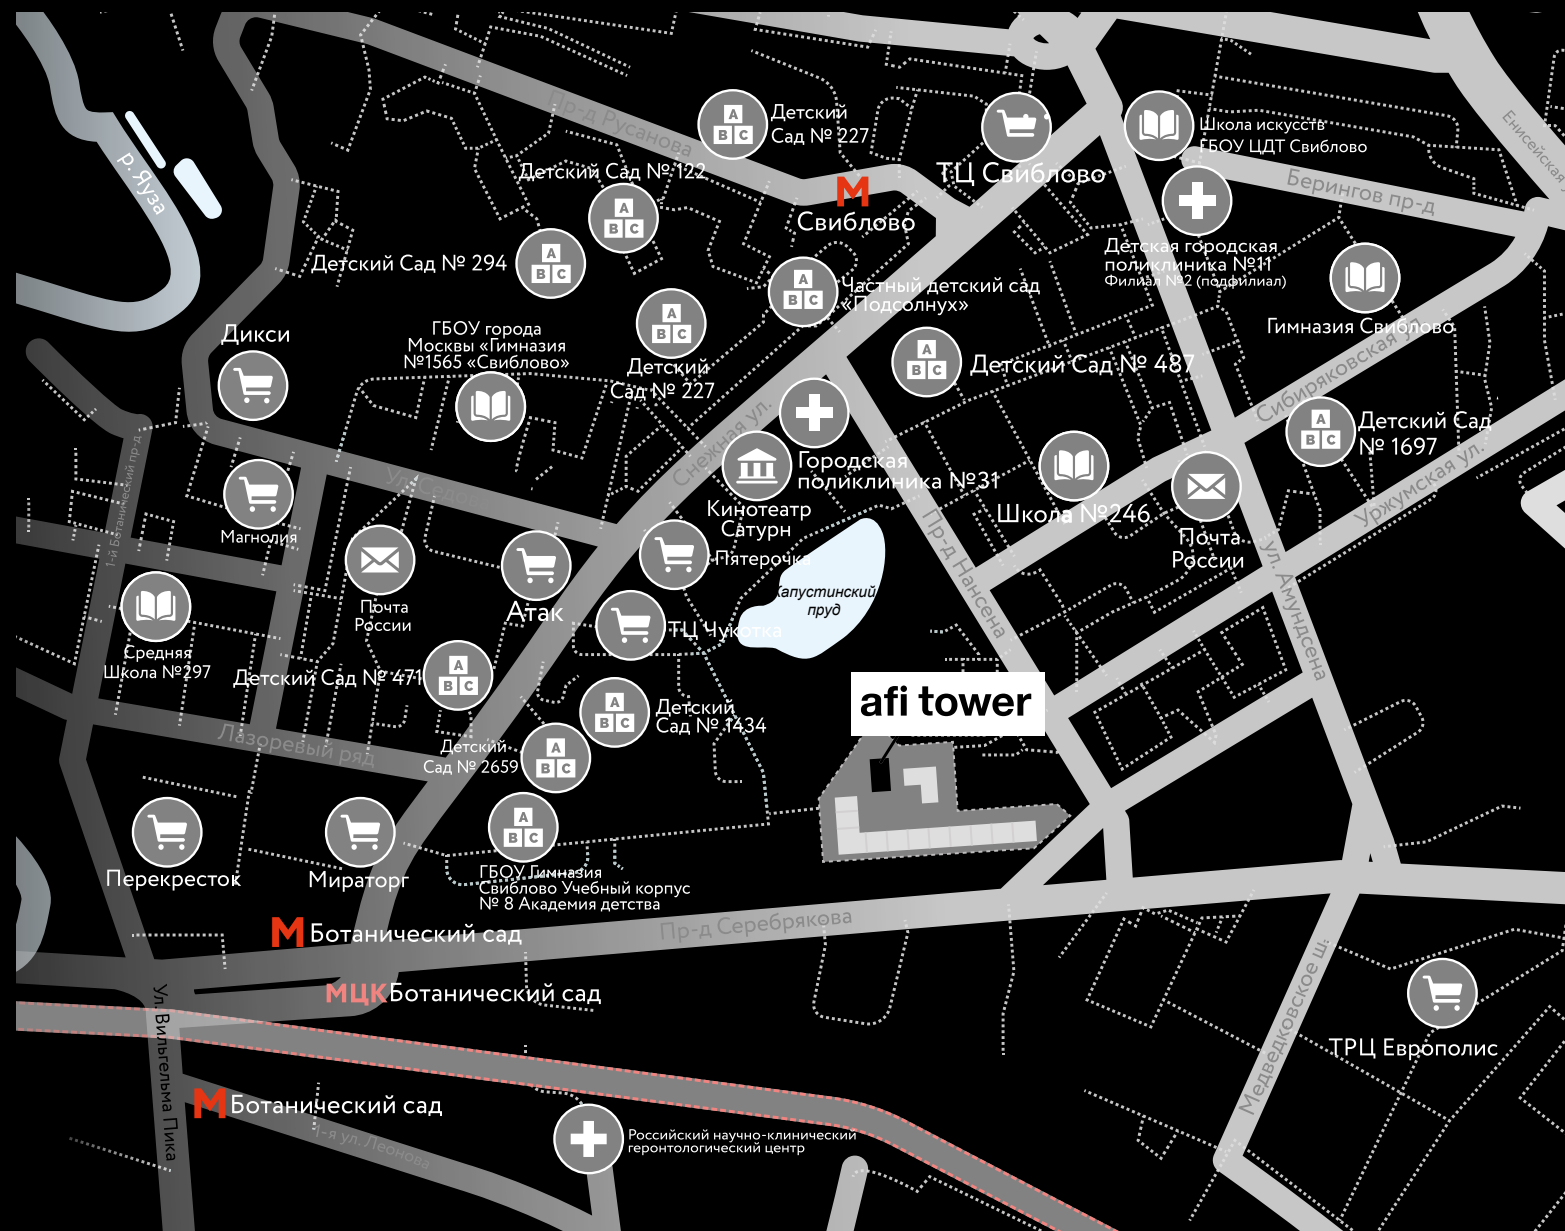 Пр-д Русанова
Детский
Сад № 227
ТЦ Свиблово
Школа искусств
ГБОУ ЦДТ Свиблово
Енисейская
р. Яуза
Детский Сад № 122
М
Свиблово
Берингов пр-д
Детский Сад № 294
Детская городская
поликлиника №11
Филиал №2 (подфилиал)
Частный детский сад
«Подсолнух»
Гимназия Свиблово
Дикси
ГБОУ города
Москвы «Гимназия
№1565 «Свиблово»
Детский
Сад № 227
Детский Сад № 487
Сибиряковская ул.
Детский Сад
№ 1697
Снежная ул.
Городская
поликлиника №31
Кинотеатр
Сатурн
Школа №246
Почта
России
Уржумская ул.
1-й Ботанический пр-д
Ул. Седова
Магнолия
Пятерочка
Капустинский
пруд
Пр-д Нансена
Ул. Амундсена
Почта
России
Атак
ТЦ Чукотка
Средняя
Школа №297
Детский Сад № 471
afi tower
Детский
Сад № 1434
Лазоревый ряд
Детский
Сад № 2659
Перекресток
Мираторг
ГБОУ Гимназия
Свиблово Учебный корпус
№ 8 Академия детства
М Ботанический сад
Пр-д Серебрякова
МЦК Ботанический сад
Ул. Вильгельма Пика
Медведковское ш.
ТРЦ Европолис
М Ботанический сад
1-я ул. Леонова
Российский научно-клинический
геронтологический центр